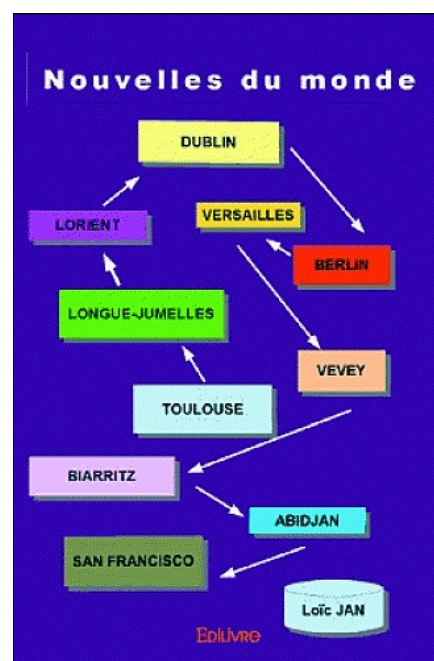 Nouvelles du monde
DUBLIN
VERSAILLES
LORIENT
BERLIN
LONGUE-JUMELLES
VEVEY
TOULOUSE
BIARRITZ
ABIDJAN
SAN FRANCISCO
Loïc JAN
EDILIVRE